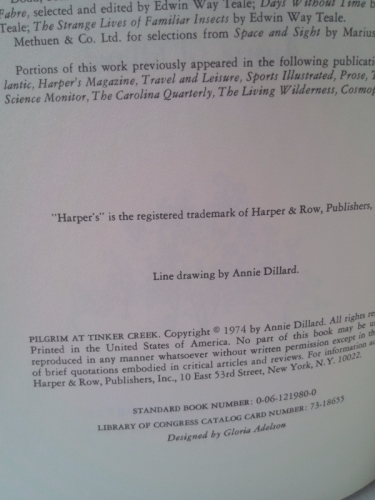 Fabre, selected and edited by Edwin Way Teale; Days Without Time
Teale; The Strange Lives of Familiar Insects by Edwin Way Teale.
Methuen & Co. Ltd. for selections from Space and Sight by Marius
Portions of this work previously appeared in the following
lantic, Harper's Magazine, Travel and Leisure, Sports Illustrated, Prose,
Science Monitor, The Carolina Quarterly, The Living Wilderness,
"Harper's" is the registered trademark of Harper & Row, Publishers,
Line drawing by Annie Dillard.
PILGRIM AT TINKER CREEK. Copyright © 1974 by Annie Dillard. All rights
Printed in the United States of America. No part of this book may be
reproduced in any manner whatsoever without written permission except in the
of brief quotations embodied in critical articles and reviews. For information
Harper & Row, Publishers, Inc., 10 East 53rd Street, New York, N.Y. 10022.
STANDARD BOOK NUMBER: 0-06-121980-0
LIBRARY OF CONGRESS CATALOG CARD NUMBER: 73-18655
Designed by Gloria Adelson